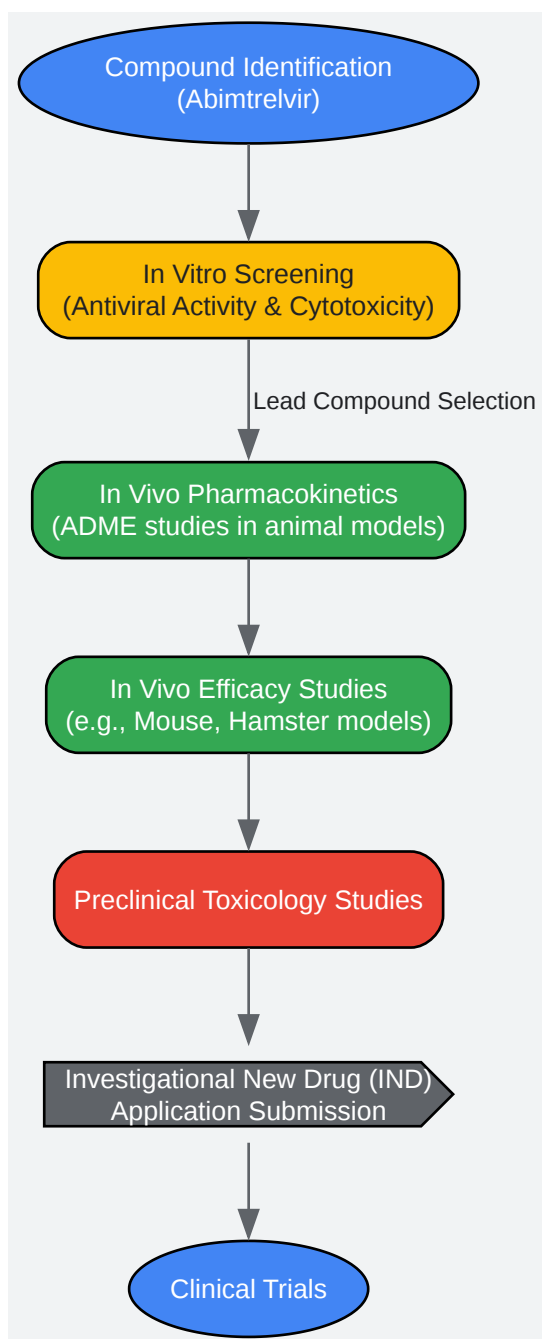 Compound Identification
(Abimtrelvir)
In Vitro Screening
(Antiviral Activity & Cytotoxicity)
Lead Compound Selection
In Vivo Pharmacokinetics
(ADME studies in animal models)
In Vivo Efficacy Studies
(e.g., Mouse, Hamster models)
Preclinical Toxicology Studies
Investigational New Drug (IND)
Application Submission
Clinical Trials